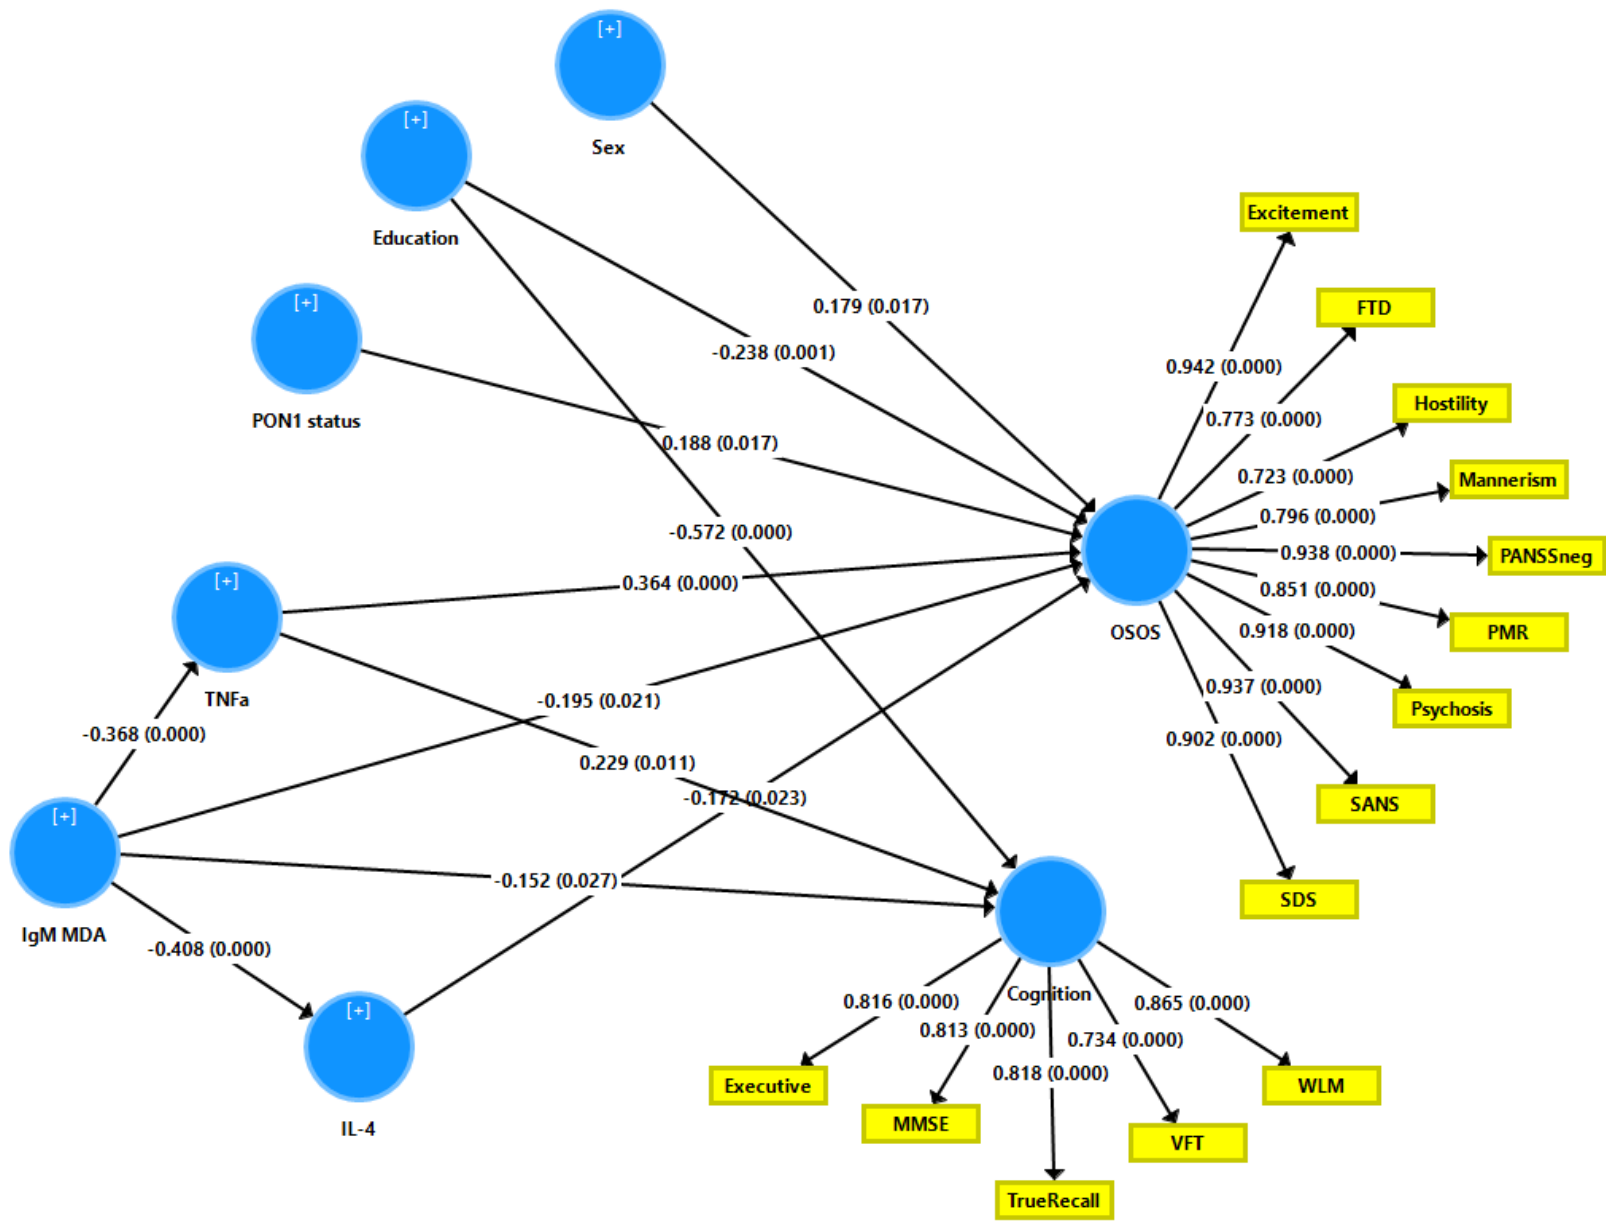 [+]
Sex
[+]
Education
[+]
PON1 status
[+]
TNFa
[+]
IgM MDA
[+]
IL-4
0.179 (0.017)
-0.238 (0.001)
0.188 (0.017)
-0.572 (0.000)
0.364 (0.000)
-0.195 (0.021)
-0.368 (0.000)
0.229 (0.011)
-0.172 (0.023)
-0.152 (0.027)
-0.408 (0.000)
OSOS
0.942 (0.000)
0.773 (0.000)
0.723 (0.000)
0.796 (0.000)
0.938 (0.000)
0.851 (0.000)
0.918 (0.000)
0.937 (0.000)
0.902 (0.000)
Excitement
FTD
Hostility
Mannerism
PANSSneg
PMR
Psychosis
SANS
SDS
Cognition
0.816 (0.000)
0.813 (0.000)
0.818 (0.000)
0.734 (0.000)
0.865 (0.000)
Executive
MMSE
TrueRecall
VFT
WLM